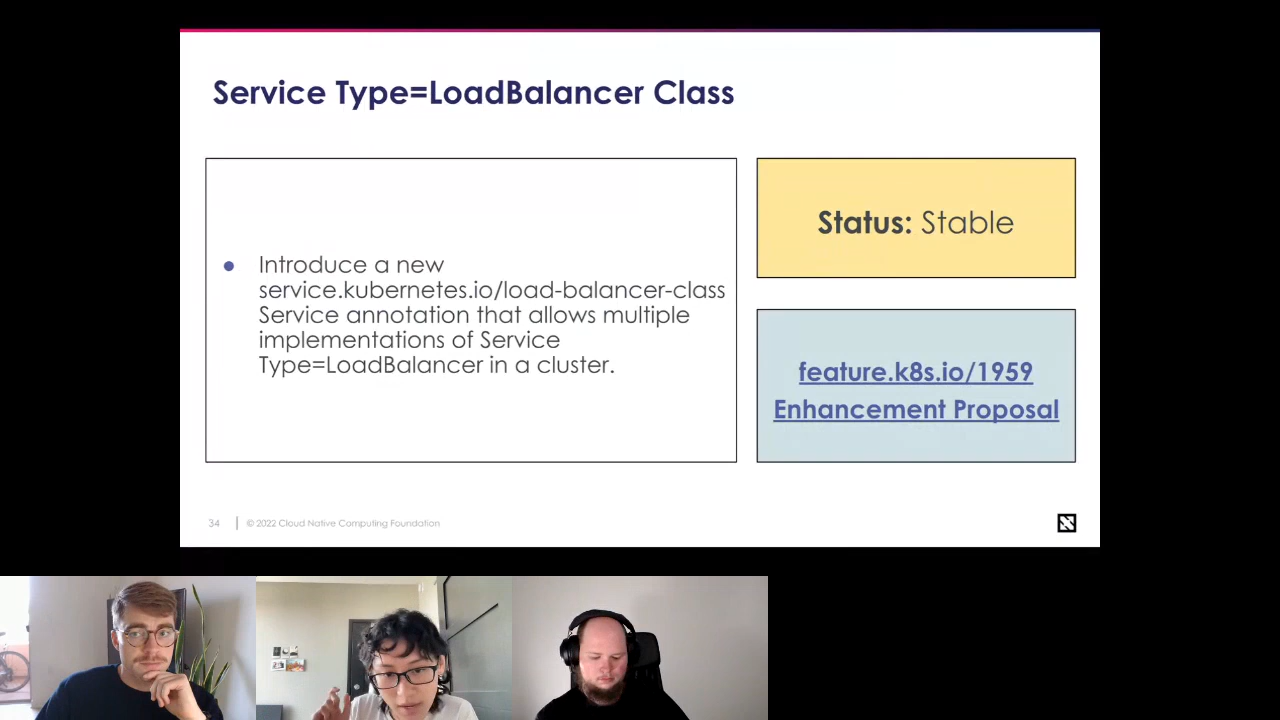 Service Type=LoadBalancer Class
Introduce a new
service.kubernetes.io/load-balancer-class
Service annotation that allows multiple
implementations of Service
Type=LoadBalancer in a cluster.
Status: Stable
feature.k8s.io/1959
Enhancement Proposal
34
© 2022 Cloud Native Computing Foundation